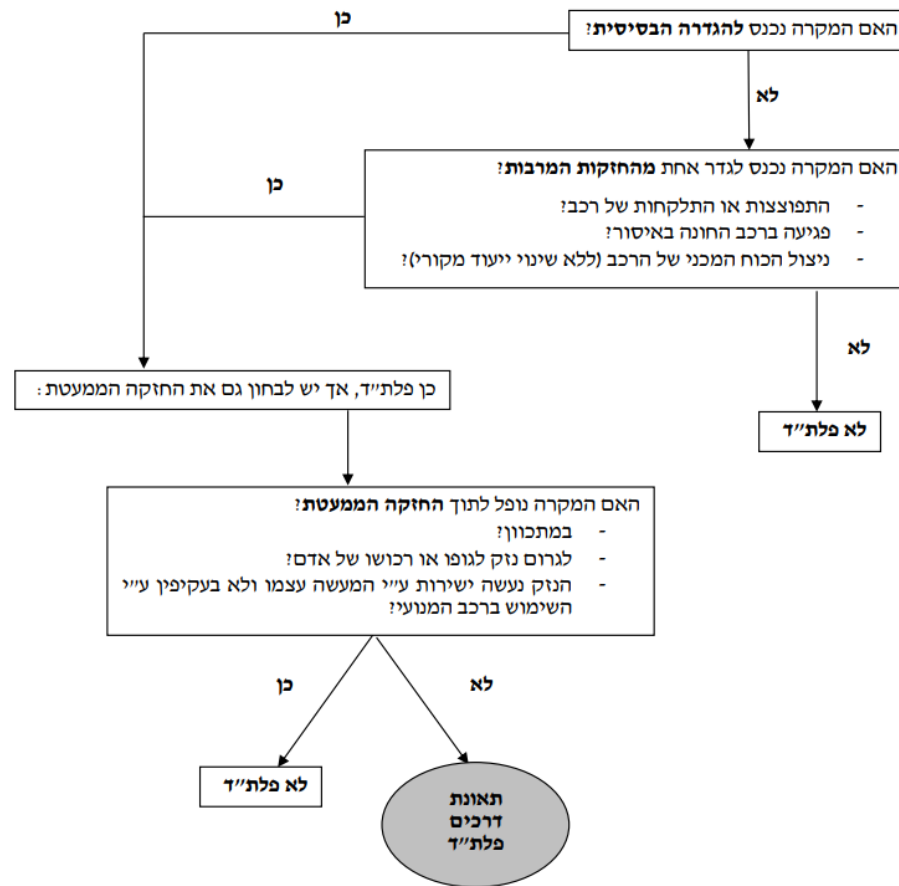 האם המקרה נכנס להגדרה הבסיסית?
כן
לא
האם המקרה נכנס לגדר אחת מהחזקות המרבות?
- התפוצצות או התלקחות של רכב?
- פגיעה ברכב החונה באיסור?
- ניצול הכוח המכני של הרכב (ללא שינוי ייעוד מקורי)?
כן
לא
לא פלת״ד
כן פלת״ד, אך יש לבחון גם את החזקה הממעטת:
האם המקרה נופל לתוך החזקה הממעטת?
- במתכוון?
- לגרום נזק לגופו או רכושו של אדם?
- הנזק נעשה ישירות ע״י המעשה עצמו ולא בעקיפין ע״י
השימוש ברכב המנועי?
כן
לא
לא פלת״ד
תאונת
דרכים
פלת״ד